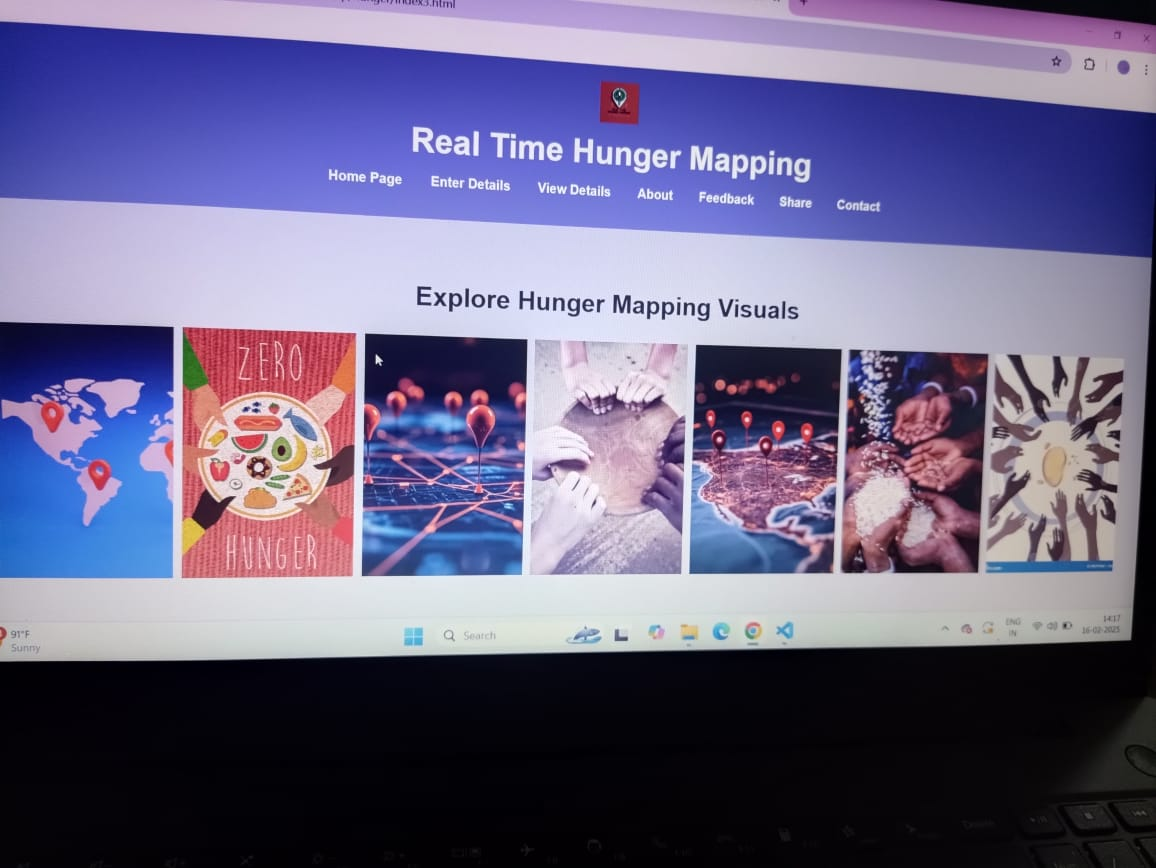 index3.html
Real Time Hunger Mapping
Home Page Enter Details View Details About Feedback Share Contact
Explore Hunger Mapping Visuals
ZERO
HUNGER
91°F
Sunny
Search
ENG
IN
14:17
16-02-2025